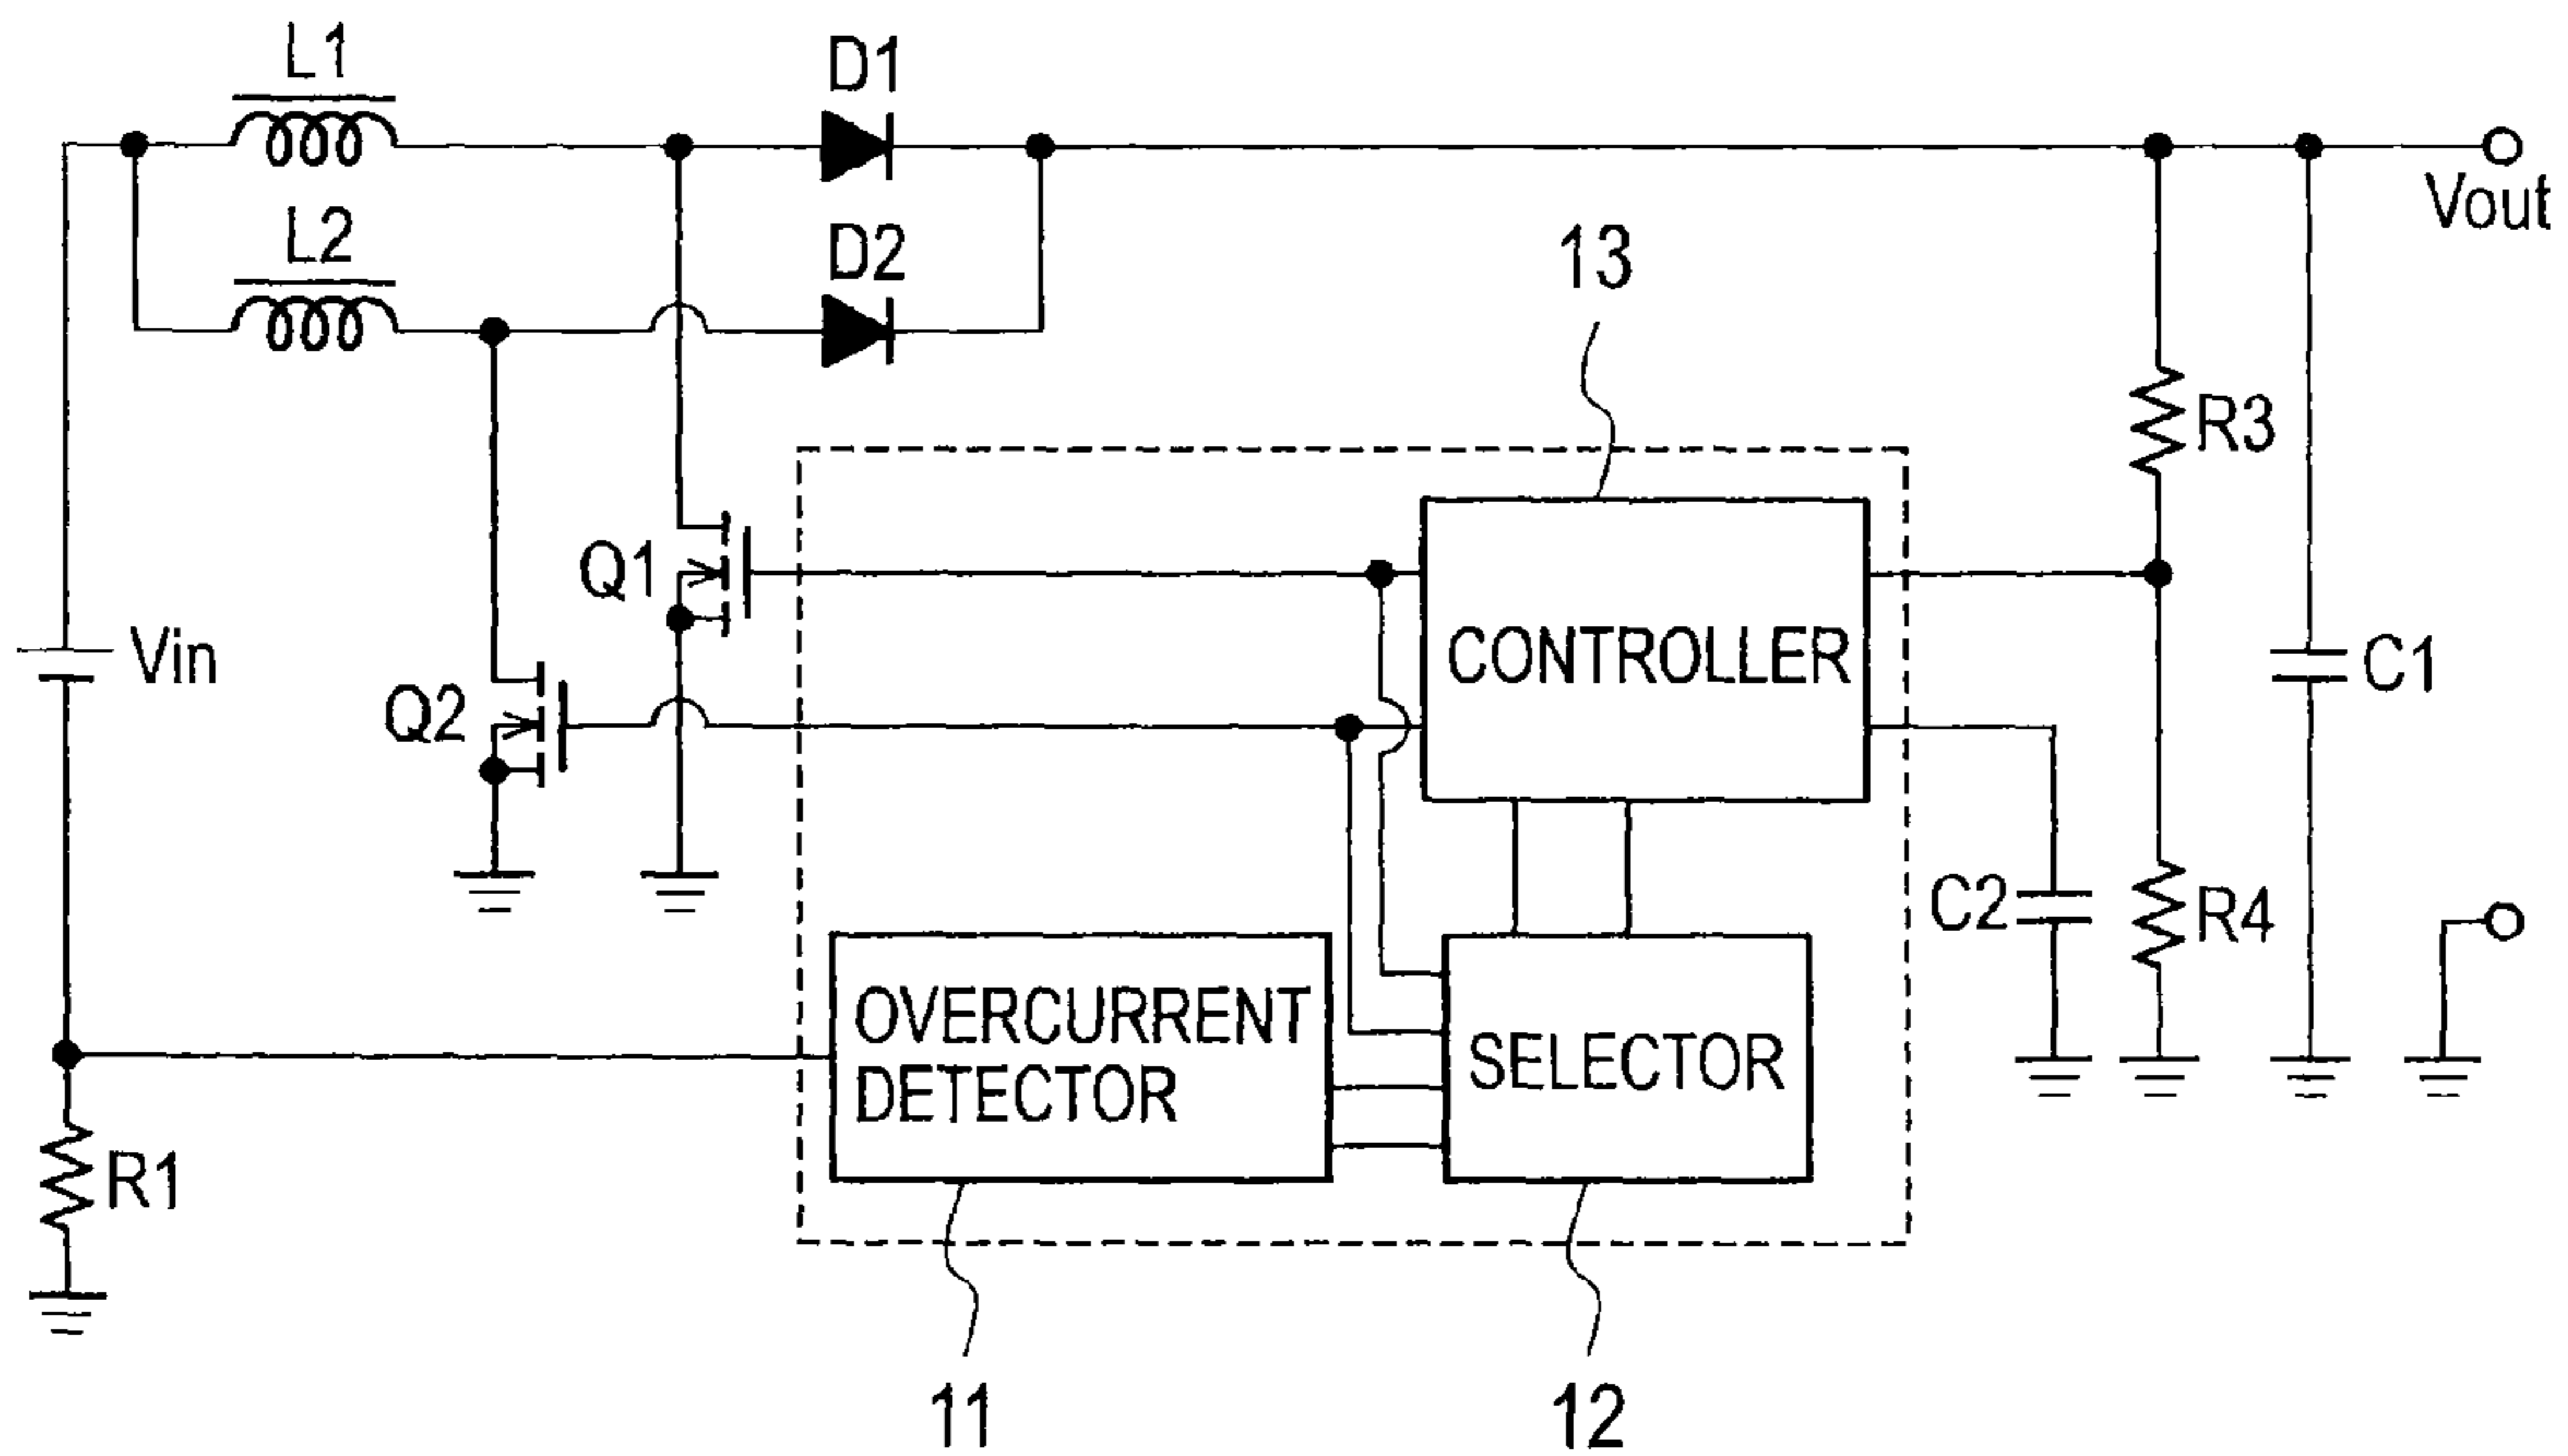 L1
D1
Vout
L2
D2
13
R3
Q1
CONTROLLER
Vin
C1
Q2
C2
R4
OVERCURRENT
DETECTOR
SELECTOR
R1
11
12